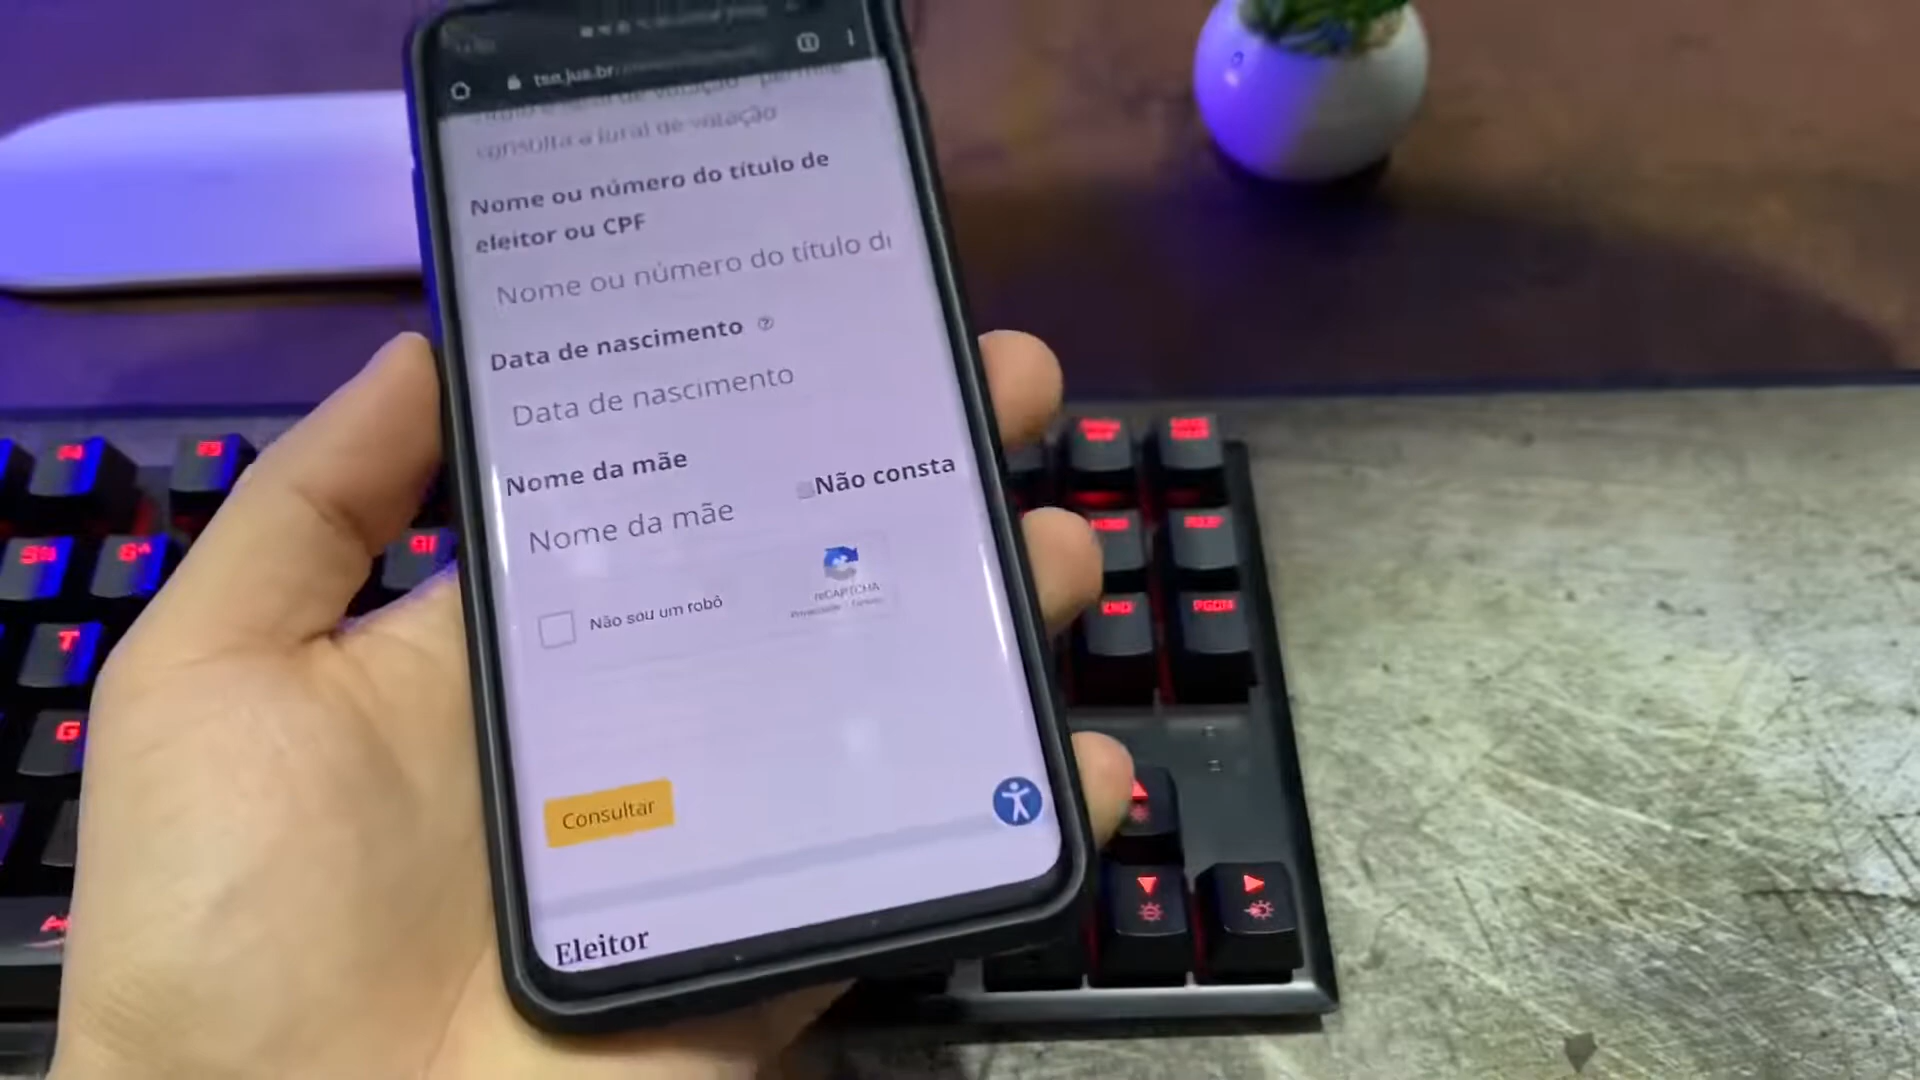 tse.jus.br
consulta a local de votação
Nome ou número do título de
eleitor ou CPF
Nome ou número do título d
Data de nascimento ?
Data de nascimento
Nome da mãe
Não consta
Nome da mãe
Não sou um robô
reCAPTCHA
Consultar
Eleitor
T
G
END
PGDN